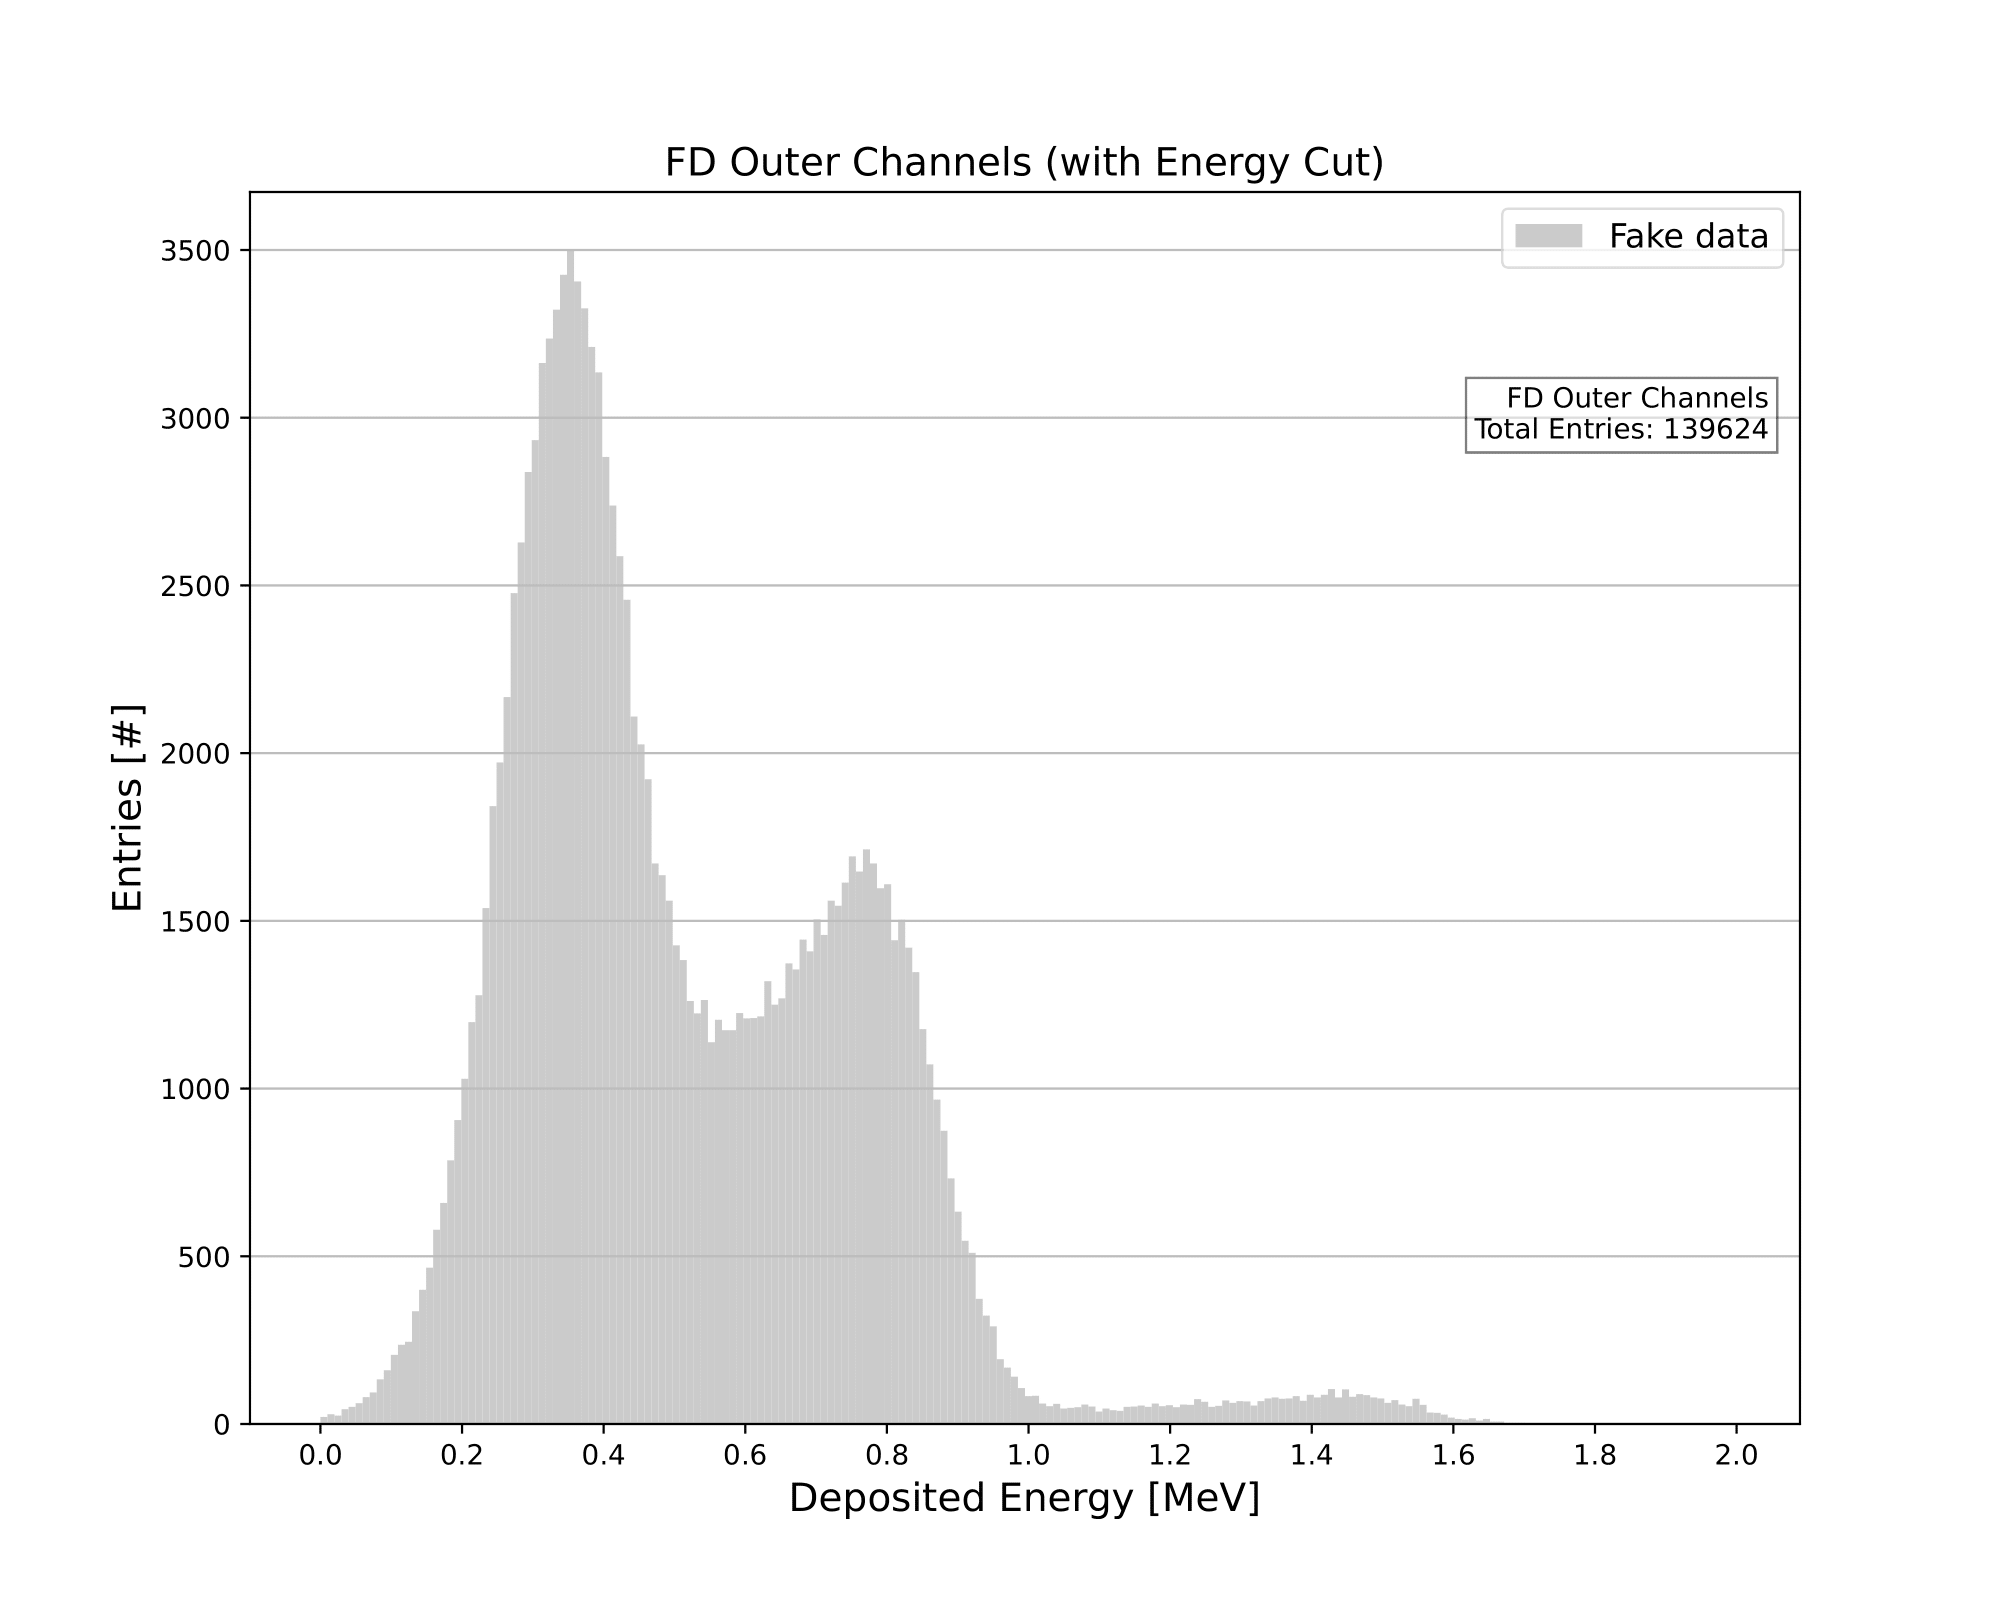 FD Outer Channels (with Energy Cut)
Fake data
FD Outer Channels
Total Entries: 139624
Entries [#]
3500
3000
2500
2000
1500
1000
500
0
0.0 0.2 0.4 0.6 0.8 1.0 1.2 1.4 1.6 1.8 2.0
Deposited Energy [MeV]